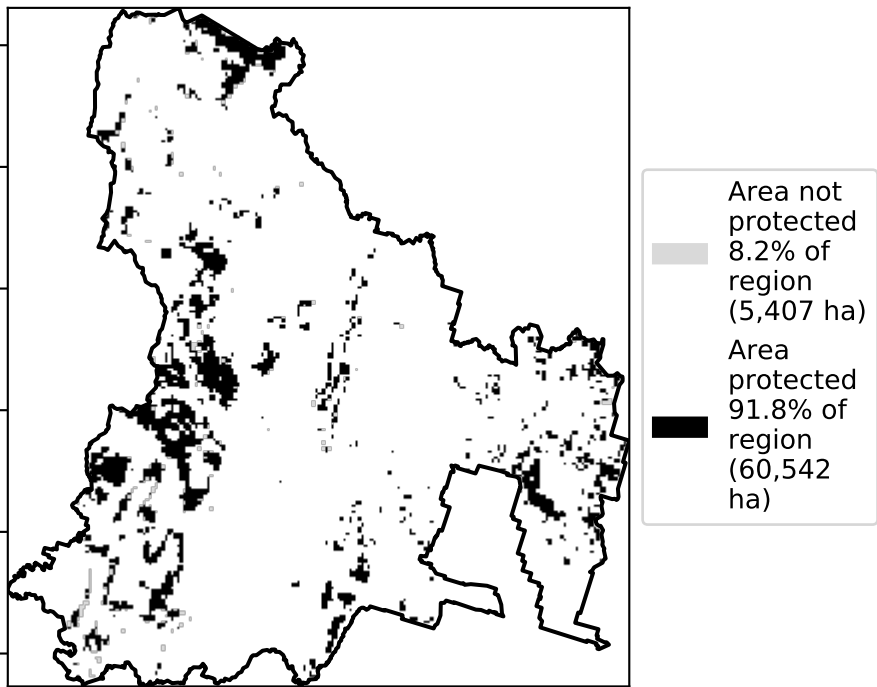 Area not
protected
8.2% of
region
(5,407 ha)
Area
protected
91.8% of
region
(60,542
ha)